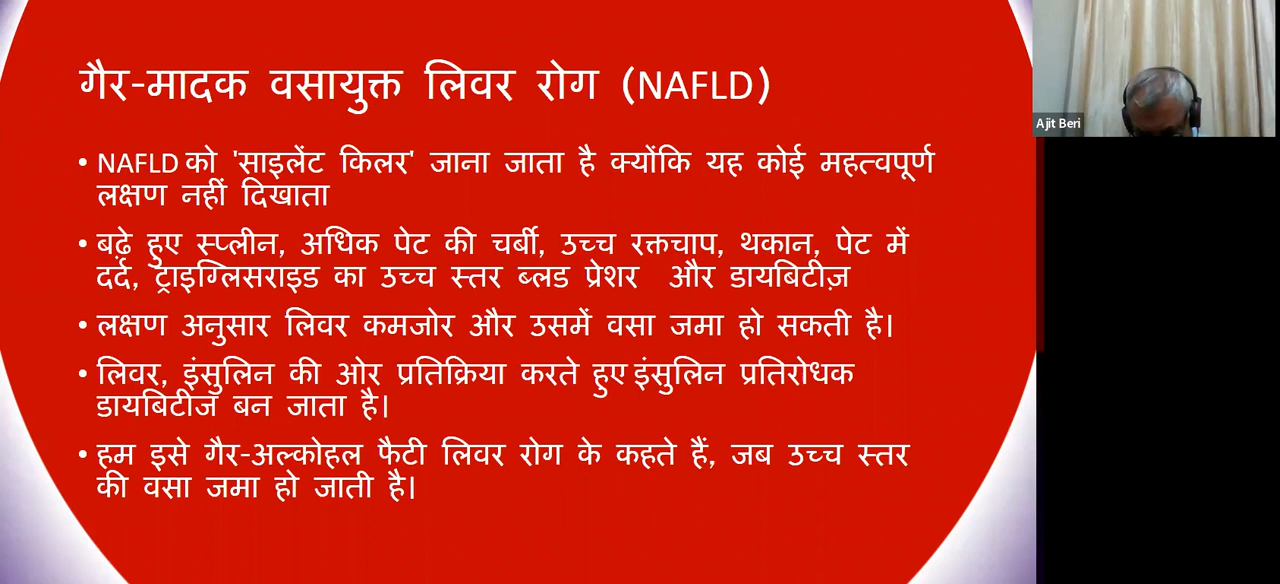 गैर-मादक वसायुक्त लिवर रोग (NAFLD)
• NAFLD को 'साइलेंट किलर' जाना जाता है क्योंकि यह कोई महत्वपूर्ण
लक्षण नहीं दिखाता
• बढ़े हुए स्प्लीन, अधिक पेट की चर्बी, उच्च रक्तचाप, थकान, पेट में
दर्द, ट्राइग्लिसराइड का उच्च स्तर ब्लड प्रेशर और डायबिटीज़
• लक्षण अनुसार लिवर कमजोर और उसमें वसा जमा हो सकती है।
• लिवर, इंसुलिन की ओर प्रतिक्रिया करते हुए इंसुलिन प्रतिरोधक
डायबिटीज बन जाता है।
• हम इसे गैर-अल्कोहल फैटी लिवर रोग के कहते हैं, जब उच्च स्तर
की वसा जमा हो जाती है।
Ajit Beri